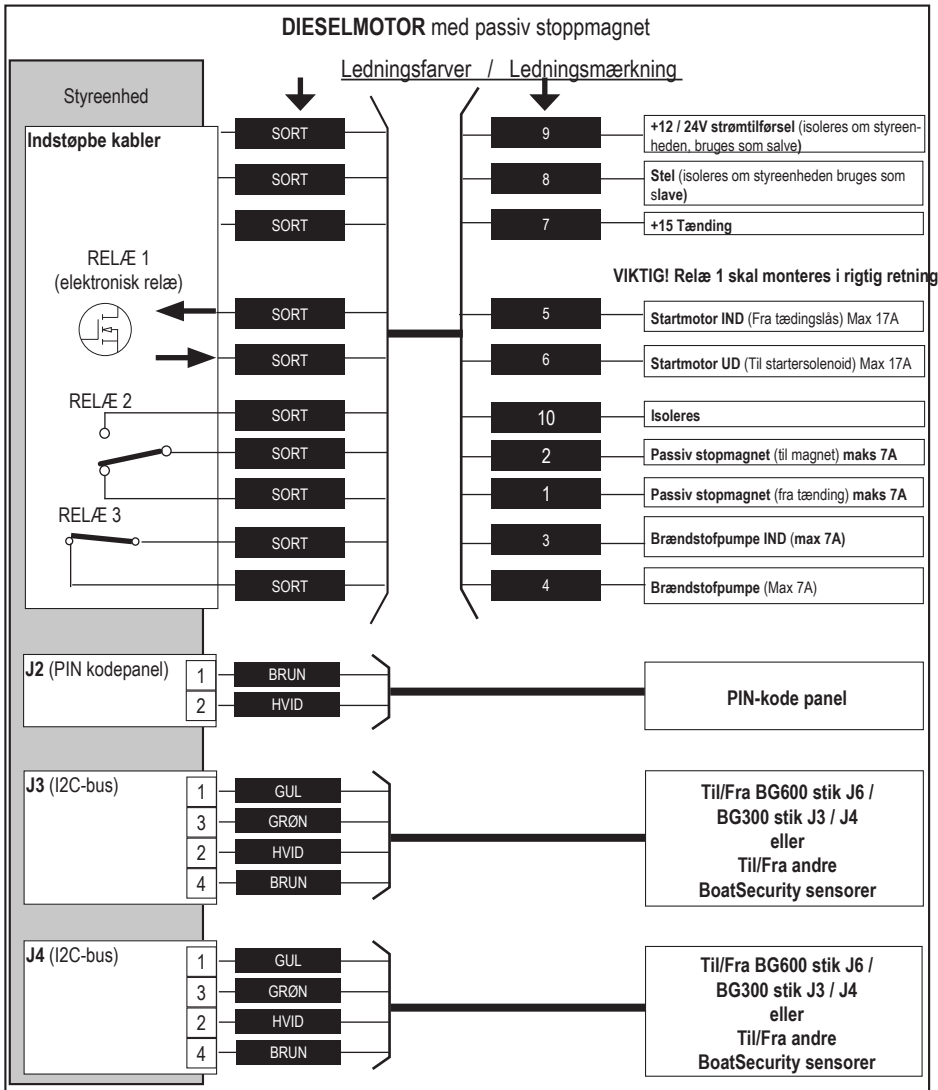 DIESELMOTOR med passiv stoppmagnet
Ledningsfarver / Ledningsmærkning
Styreenhed
Indstøpbe kabler
SORT
9
+12 / 24V strømtilførsel (isoleres om styreen-
heden, bruges som salve)
SORT
8
Stel (isoleres om styreenheden bruges som
slave)
SORT
7
+15 Tænding
VIKTIG! Relæ 1 skal monteres i rigtig retning
RELÆ 1
(elektronisk relæ)
SORT
5
Startmotor IND (Fra tædingslås) Max 17A
SORT
6
Startmotor UD (Til startersolenoid) Max 17A
RELÆ 2
SORT
10
Isoleres
SORT
2
Passiv stopmagnet (til magnet) maks 7A
SORT
1
Passiv stopmagnet (fra tænding) maks 7A
RELÆ 3
SORT
3
Brændstofpumpe IND (max 7A)
SORT
4
Brændstofpumpe (Max 7A)
J2 (PIN kodepanel)
1
BRUN
2
HVID
PIN-kode panel
J3 (I2C-bus)
1
GUL
3
GRØN
2
HVID
4
BRUN
Til/Fra BG600 stik J6 /
BG300 stik J3 / J4
eller
Til/Fra andre
BoatSecurity sensorer
J4 (I2C-bus)
1
GUL
3
GRØN
2
HVID
4
BRUN
Til/Fra BG600 stik J6 /
BG300 stik J3 / J4
eller
Til/Fra andre
BoatSecurity sensorer